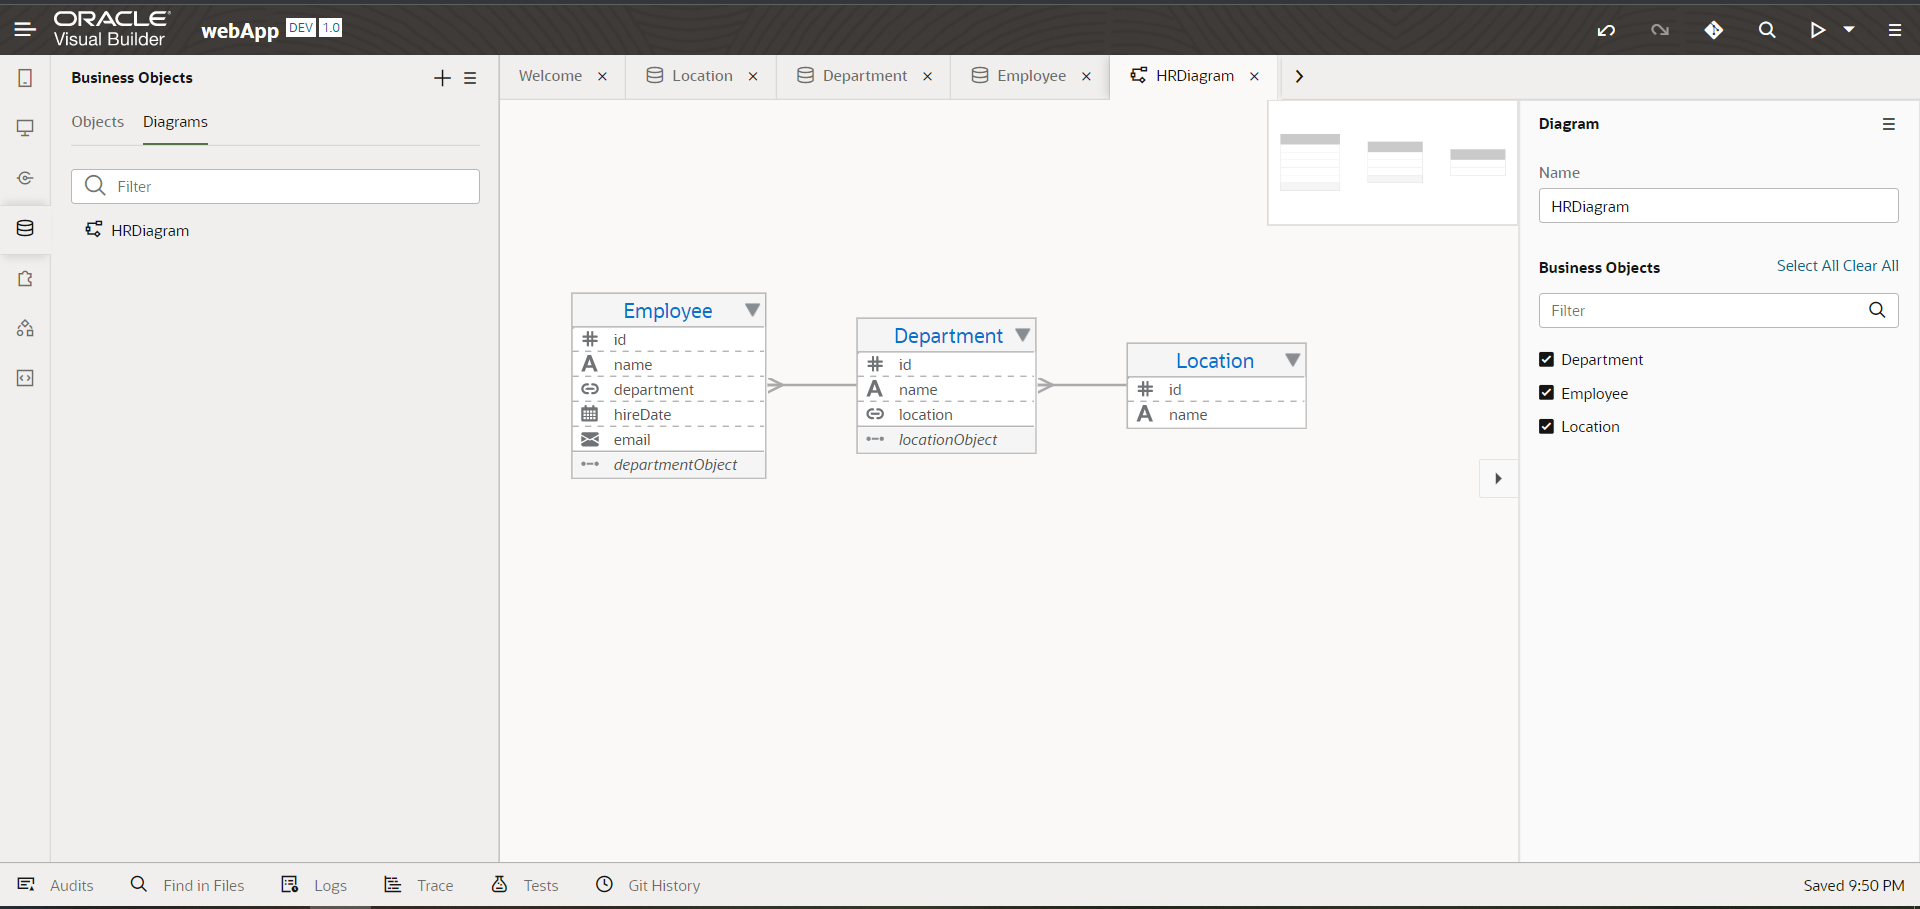 ORACLE
Visual Builder
webApp DEV 1.0
Business Objects
Objects Diagrams
Filter
HRDiagram
Welcome Location Department Employee HRDiagram
Employee
id
name
department
hireDate
email
departmentObject
Department
id
name
location
locationObject
Location
id
name
Diagram
Name
HRDiagram
Business Objects Select All Clear All
Filter
Department
Employee
Location
Audits Find in Files Logs Trace Tests Git History Saved 9:50 PM